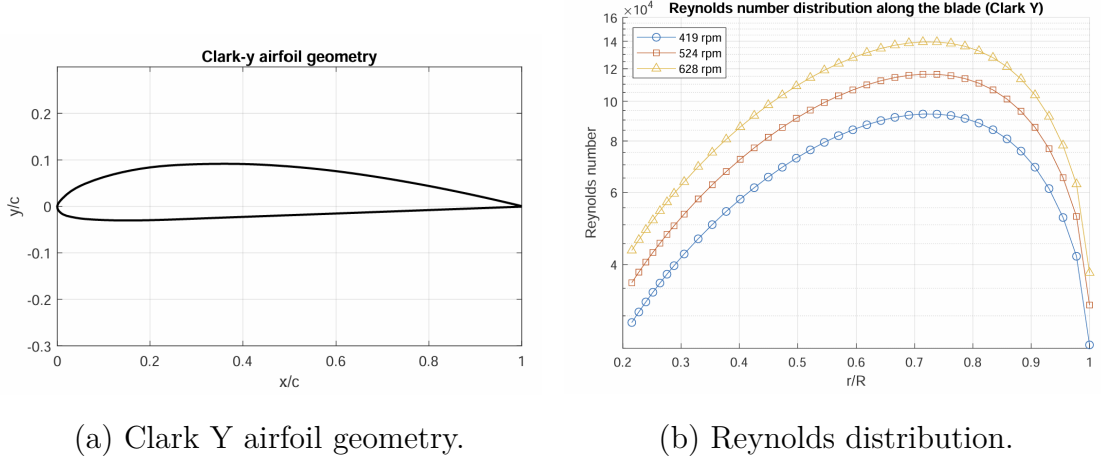 Clark-y airfoil geometry
0.2
0.1
0
-0.1
-0.2
-0.3
y/c
0 0.2 0.4 0.6 0.8 1
x/c
(a) Clark Y airfoil geometry.
×10⁴ Reynolds number distribution along the blade (Clark Y)
16
14
12
10
8
6
4
Reynolds number
419 rpm
524 rpm
628 rpm
0.2 0.3 0.4 0.5 0.6 0.7 0.8 0.9 1
r/R
(b) Reynolds distribution.